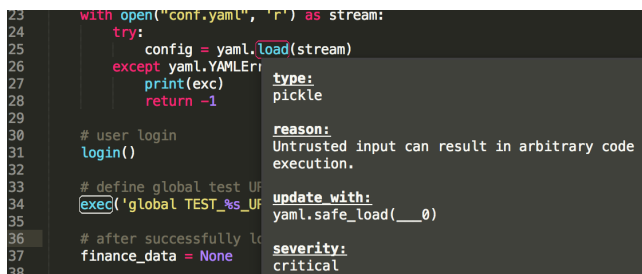 23 with open("conf.yaml", 'r') as stream:
24 try:
25 config = yaml.load(stream)
26 except yaml.YAMLErr
27 print(exc)
28 return -1
29
30 # user login
31 login()
32
33 # define global test UR
34 exec('global TEST_%s_UR
35
36 # after successfully lo
37 finance_data = None
38
type:
pickle
reason:
Untrusted input can result in arbitrary code
execution.
update_with:
yaml.safe_load(___0)
severity:
critical